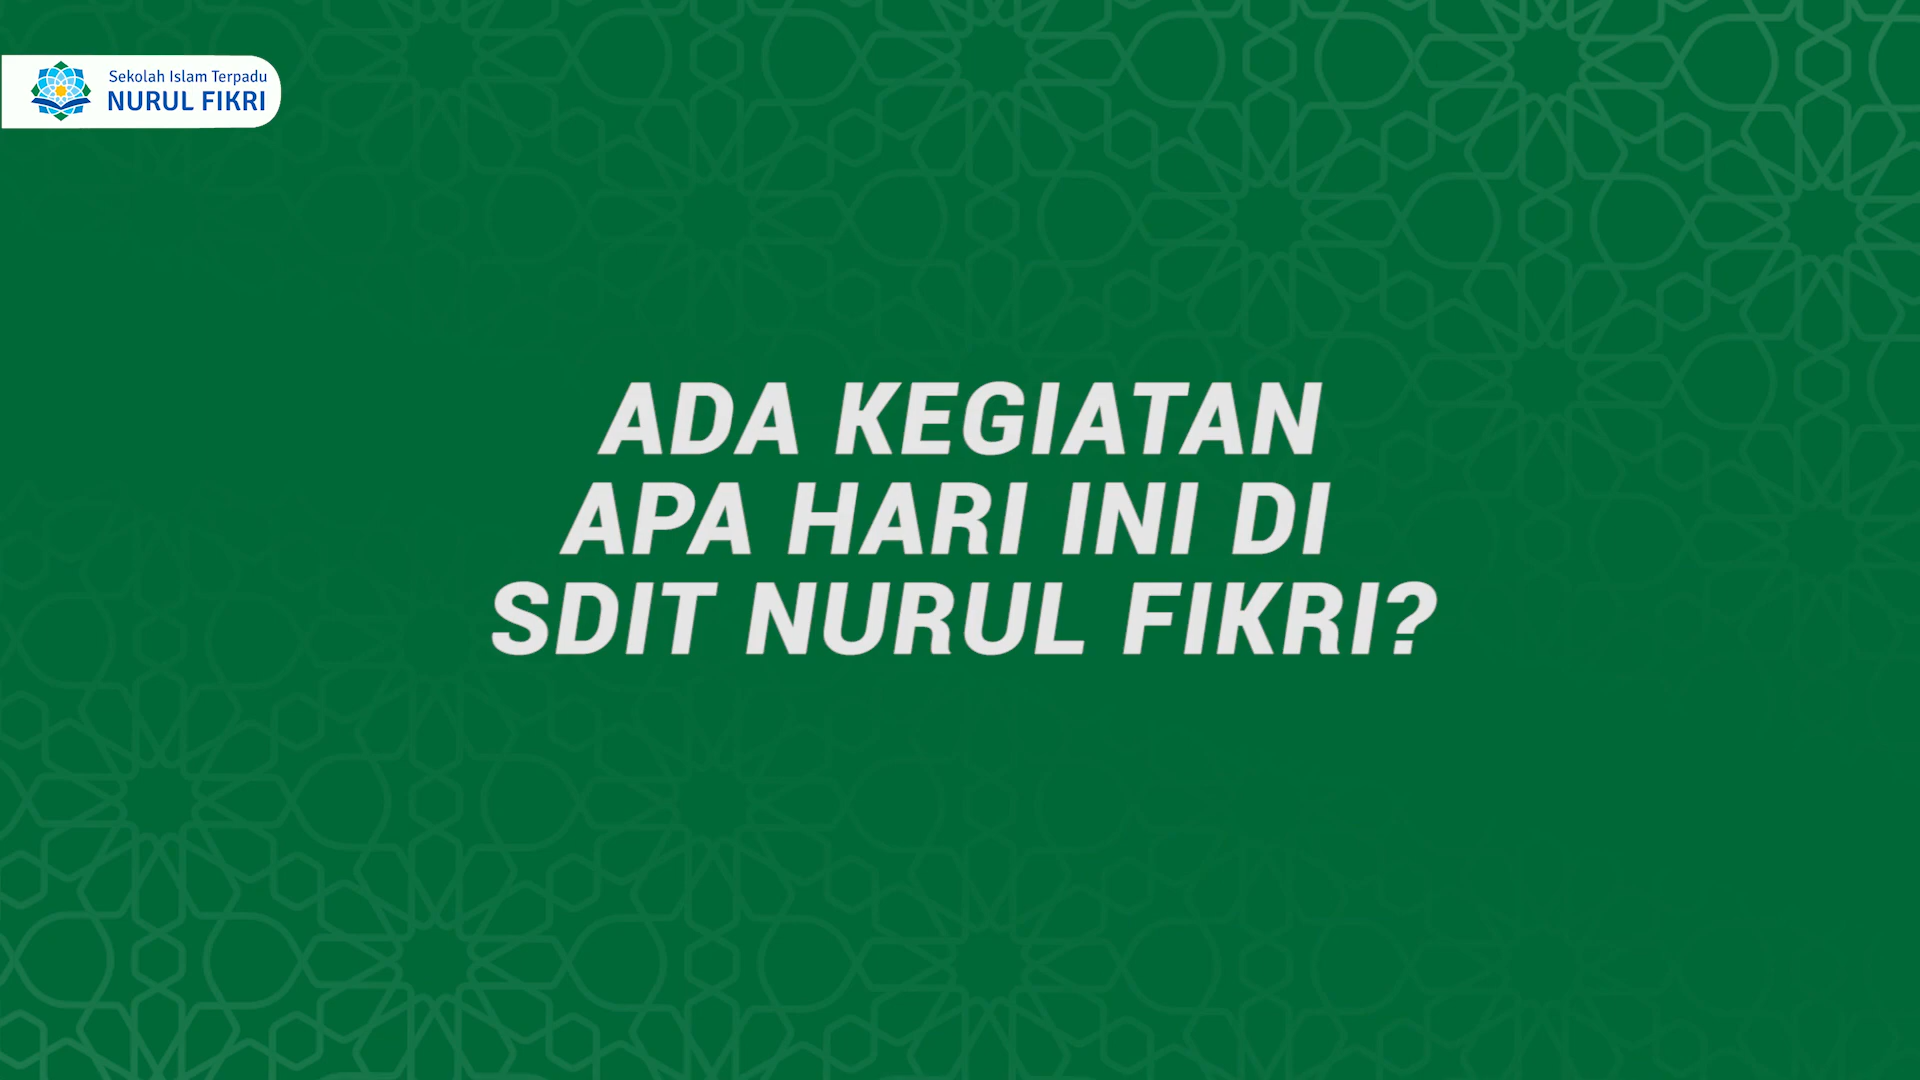 Sekolah Islam Terpadu
NURUL FIKRI
ADA KEGIATAN
APA HARI INI DI
SDIT NURUL FIKRI?